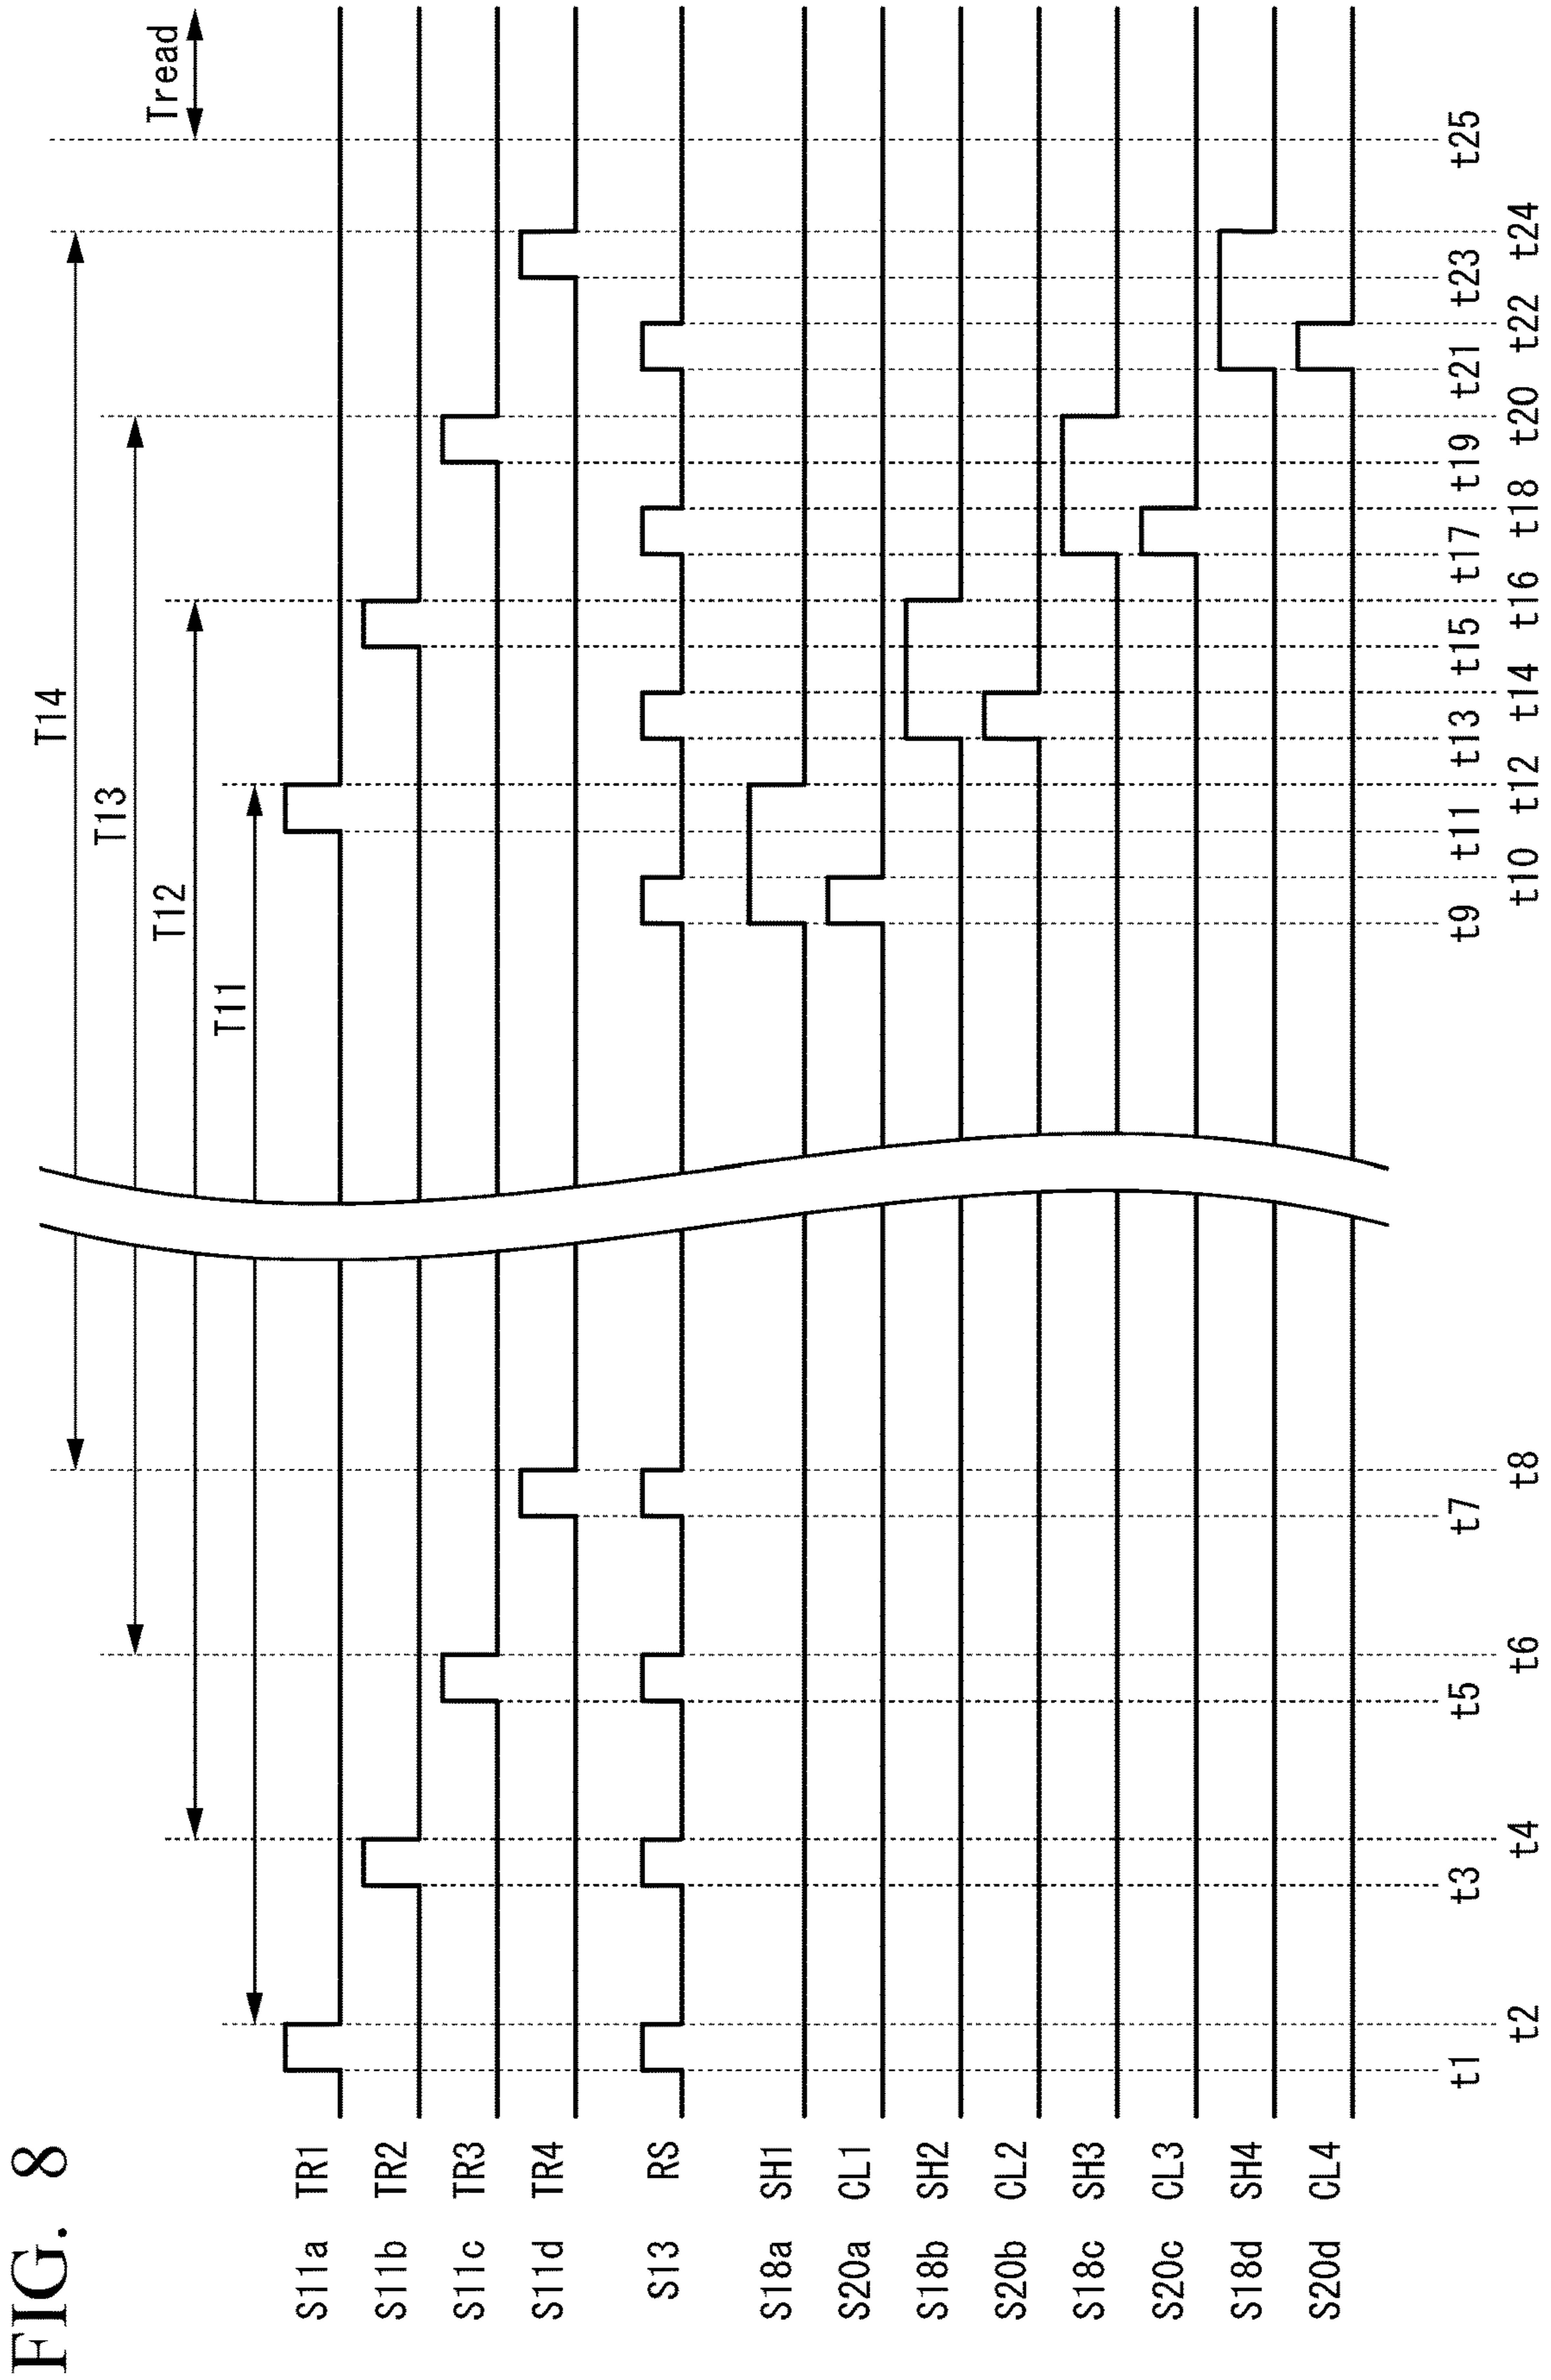 FIG. 8
T14
T13
T12
Tread
T11
S11a TR1
S11b TR2
S11c TR3
S11d TR4
S13 RS
S18a SH1
S20a CL1
S18b SH2
S20b CL2
S18c SH3
S20c CL3
S18d SH4
S20d CL4
t1 t3 t5 t7 t9 t11 t13 t15 t17 t19 t21 t23 t25
t2 t4 t6 t8 t10 t12 t14 t16 t18 t20 t22 t24